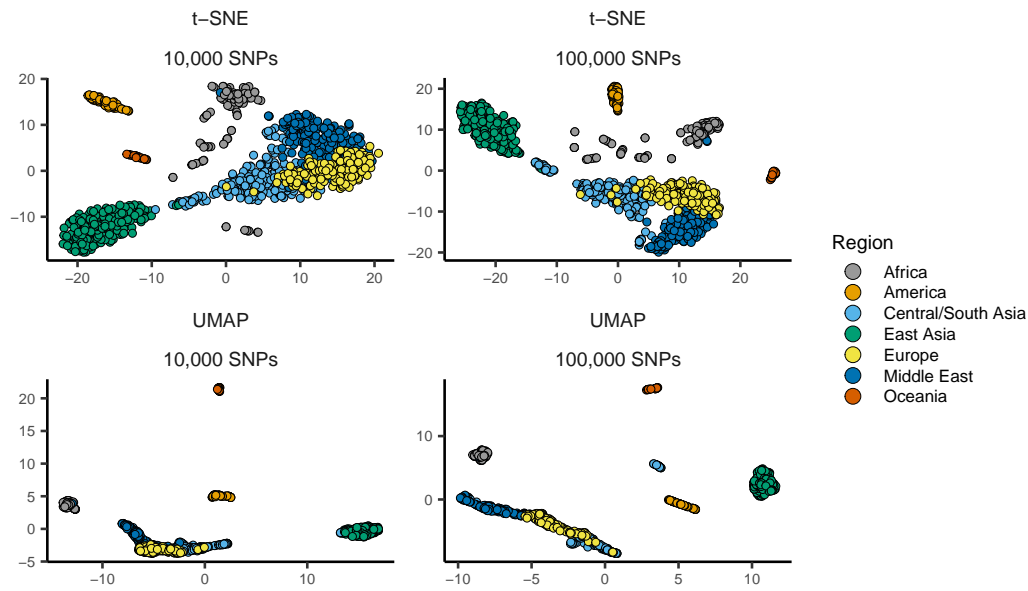 t−SNE
10,000 SNPs
20
10
0
−10
−20
−10
0
10
20
t−SNE
100,000 SNPs
20
10
0
−10
−20
−20
−10
0
10
20
UMAP
10,000 SNPs
20
15
10
5
0
−5
−10
0
10
UMAP
100,000 SNPs
10
0
−10
−5
0
5
10
Region
Africa
America
Central/South Asia
East Asia
Europe
Middle East
Oceania